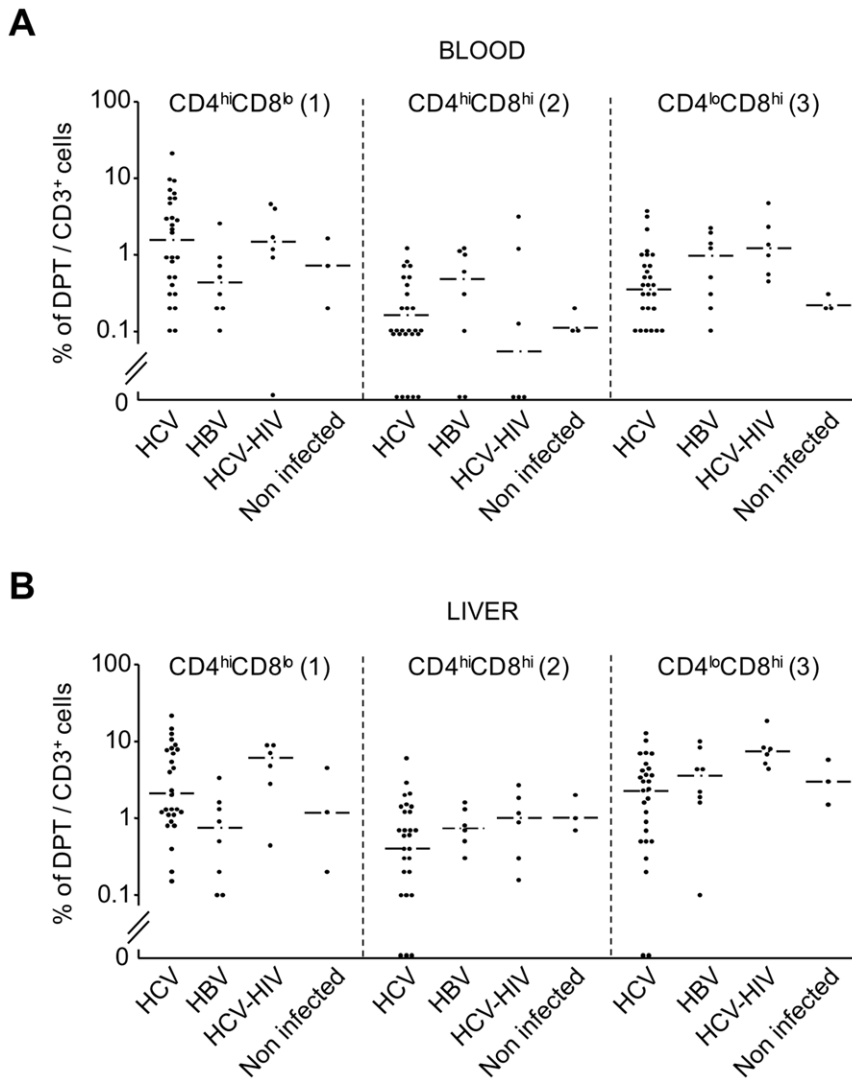 A
BLOOD
CD4hiCD8lo (1) CD4hiCD8hi (2) CD4loCD8hi (3)
% of DPT / CD3+ cells
100
10
1
0.1
0
HCV HBV HCV-HIV Non infected HCV HBV HCV-HIV Non infected HCV HBV HCV-HIV Non infected
B
LIVER
CD4hiCD8lo (1) CD4hiCD8hi (2) CD4loCD8hi (3)
% of DPT / CD3+ cells
100
10
1
0.1
0
HCV HBV HCV-HIV Non infected HCV HBV HCV-HIV Non infected HCV HBV HCV-HIV Non infected